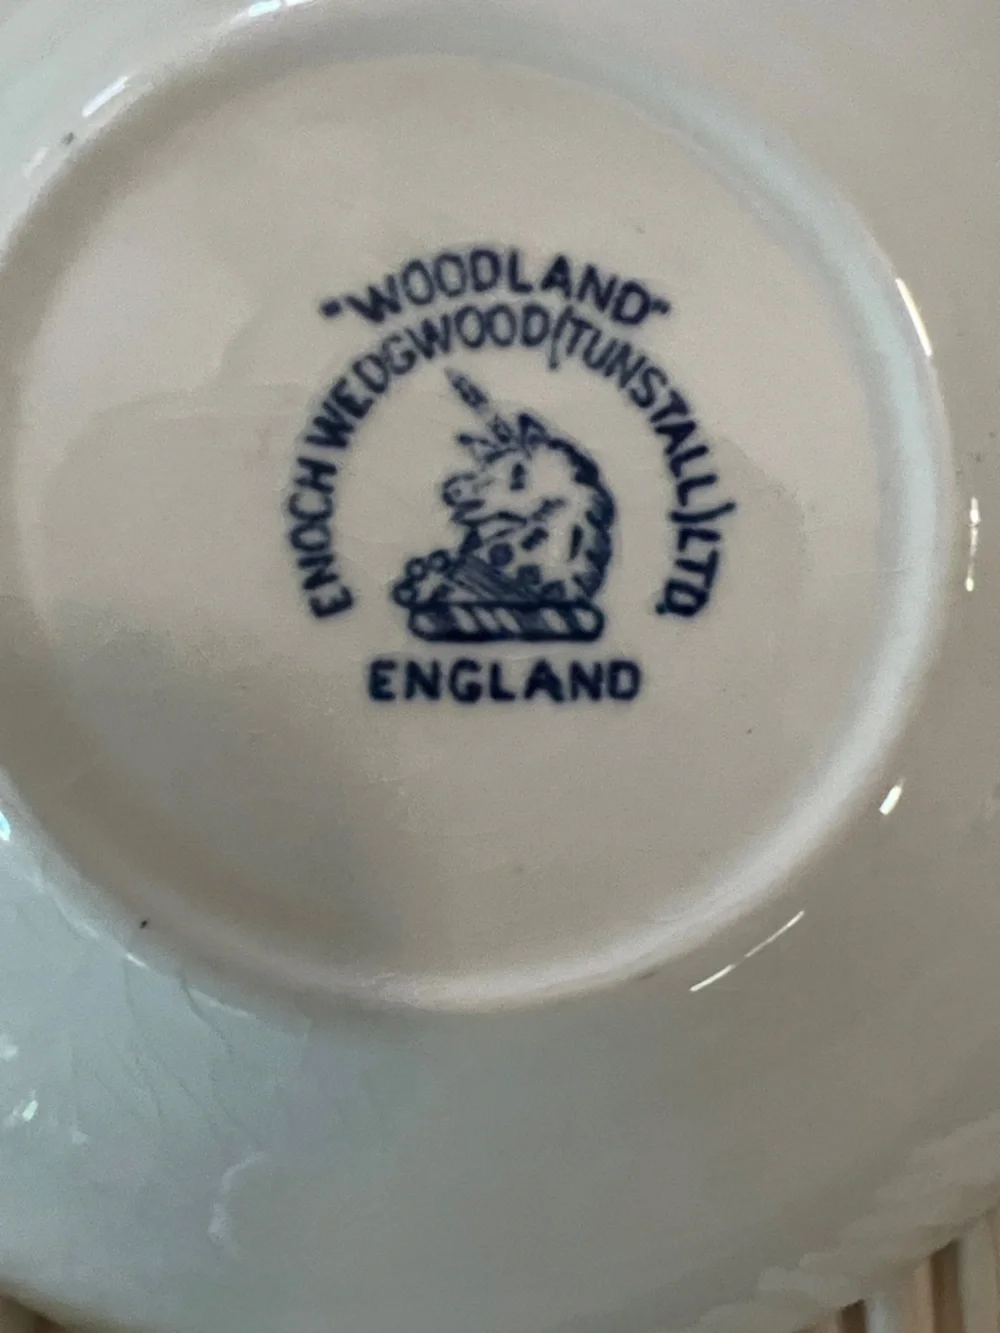 "WOODLAND"
ENOCH WEDGWOOD (TUNSTALL) LTD.
ENGLAND